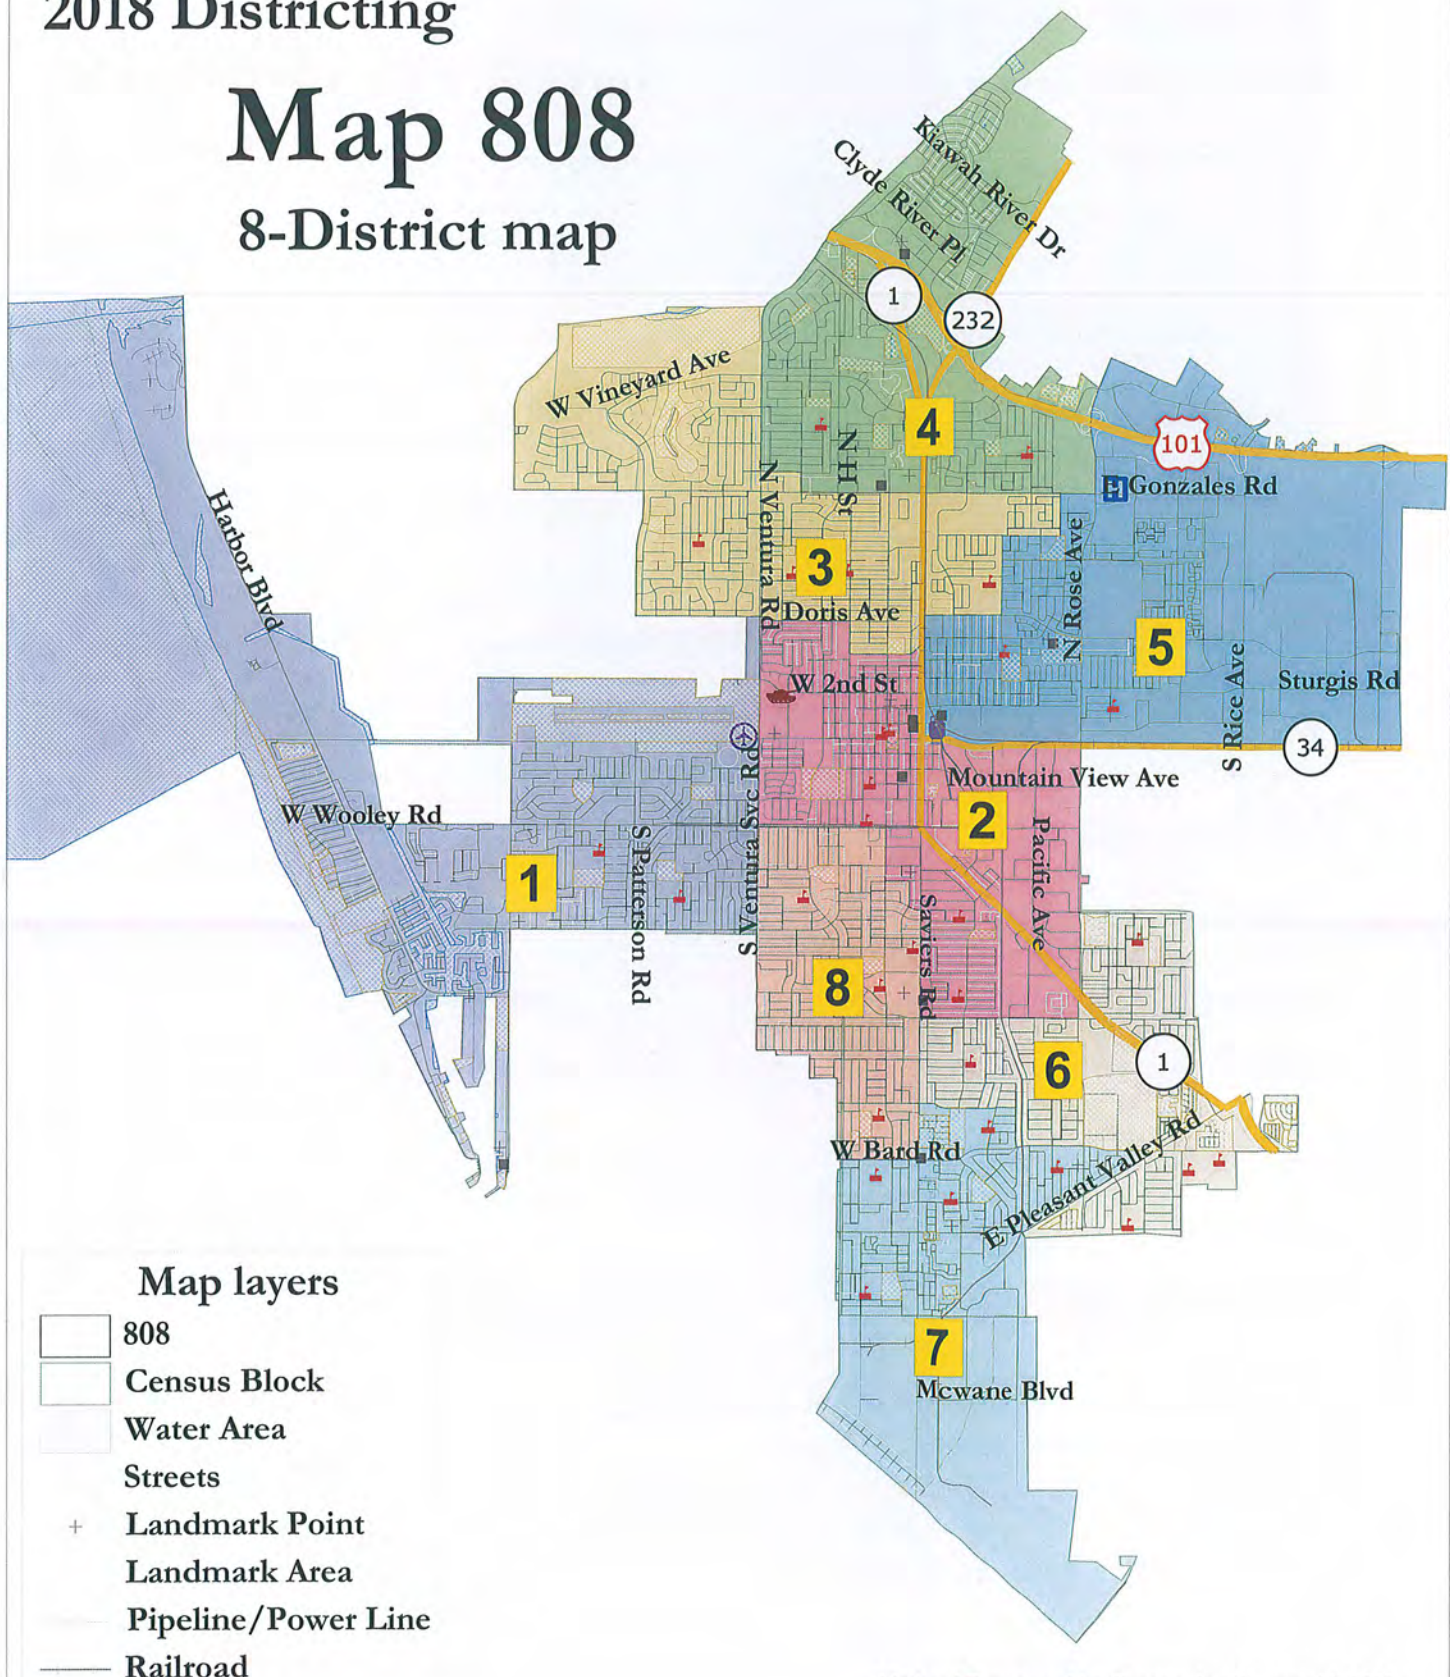 2018 Districting
Map 808
8-District map
Kiawah River Dr
Clyde River Pl
1
232
W Vineyard Ave
4
101
N H St
N Ventura Rd
H
E Gonzales Rd
Harbor Blvd
3
N Rose Ave
Doris Ave
5
W 2nd St
S Rice Ave
Sturgis Rd
34
Mountain View Ave
W Wooley Rd
2
S Ventura Svc Rd
S Patterson Rd
Pacific Ave
1
Saviers Rd
8
6
1
W Bard Rd
E Pleasant Valley Rd
7
Mcwane Blvd
Map layers
808
Census Block
Water Area
Streets
Landmark Point
Landmark Area
Pipeline/Power Line
Railroad